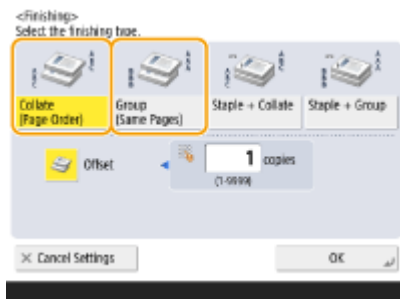 <Finishing>
Select the finishing type.
Collate
(Page Order)
Group
(Same Pages)
Staple + Collate
Staple + Group
Offset
1 copies
(1-9999)
× Cancel Settings
OK